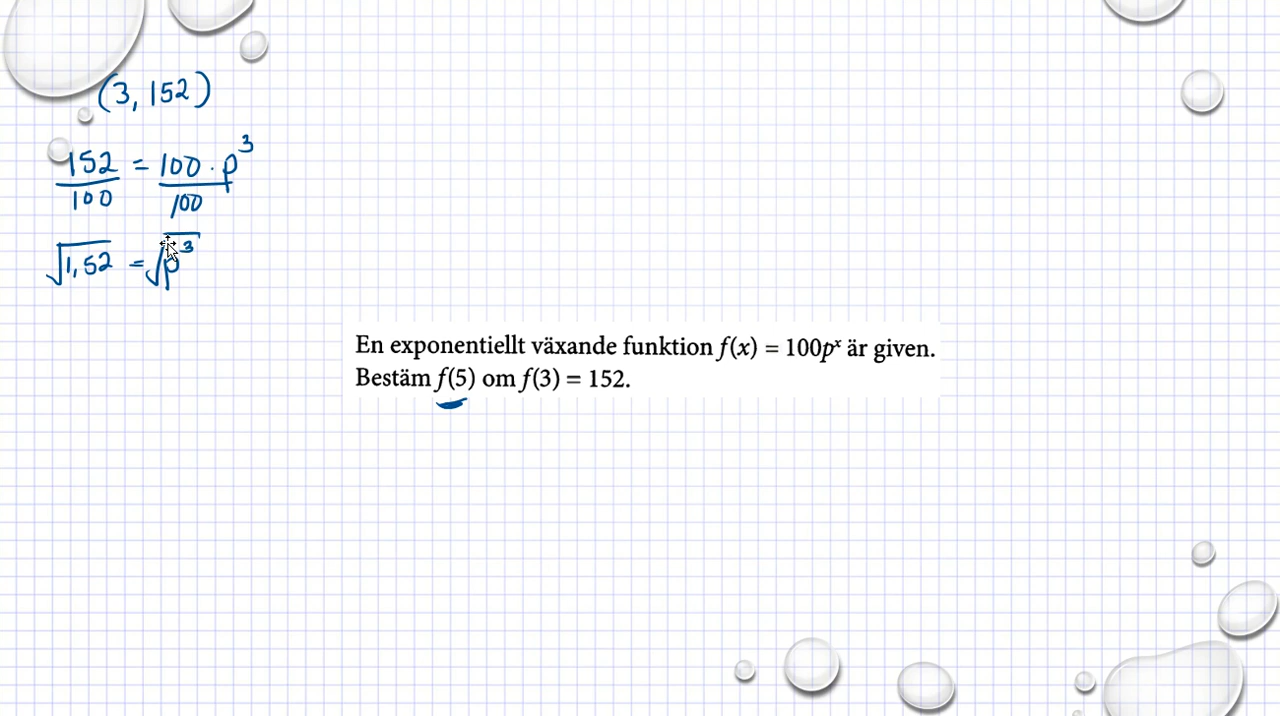 (3, 152)
152 = 100 · p³
100 100
√1,52 = √p³
En exponentiellt växande funktion f(x) = 100pˣ är given.
Bestäm f(5) om f(3) = 152.